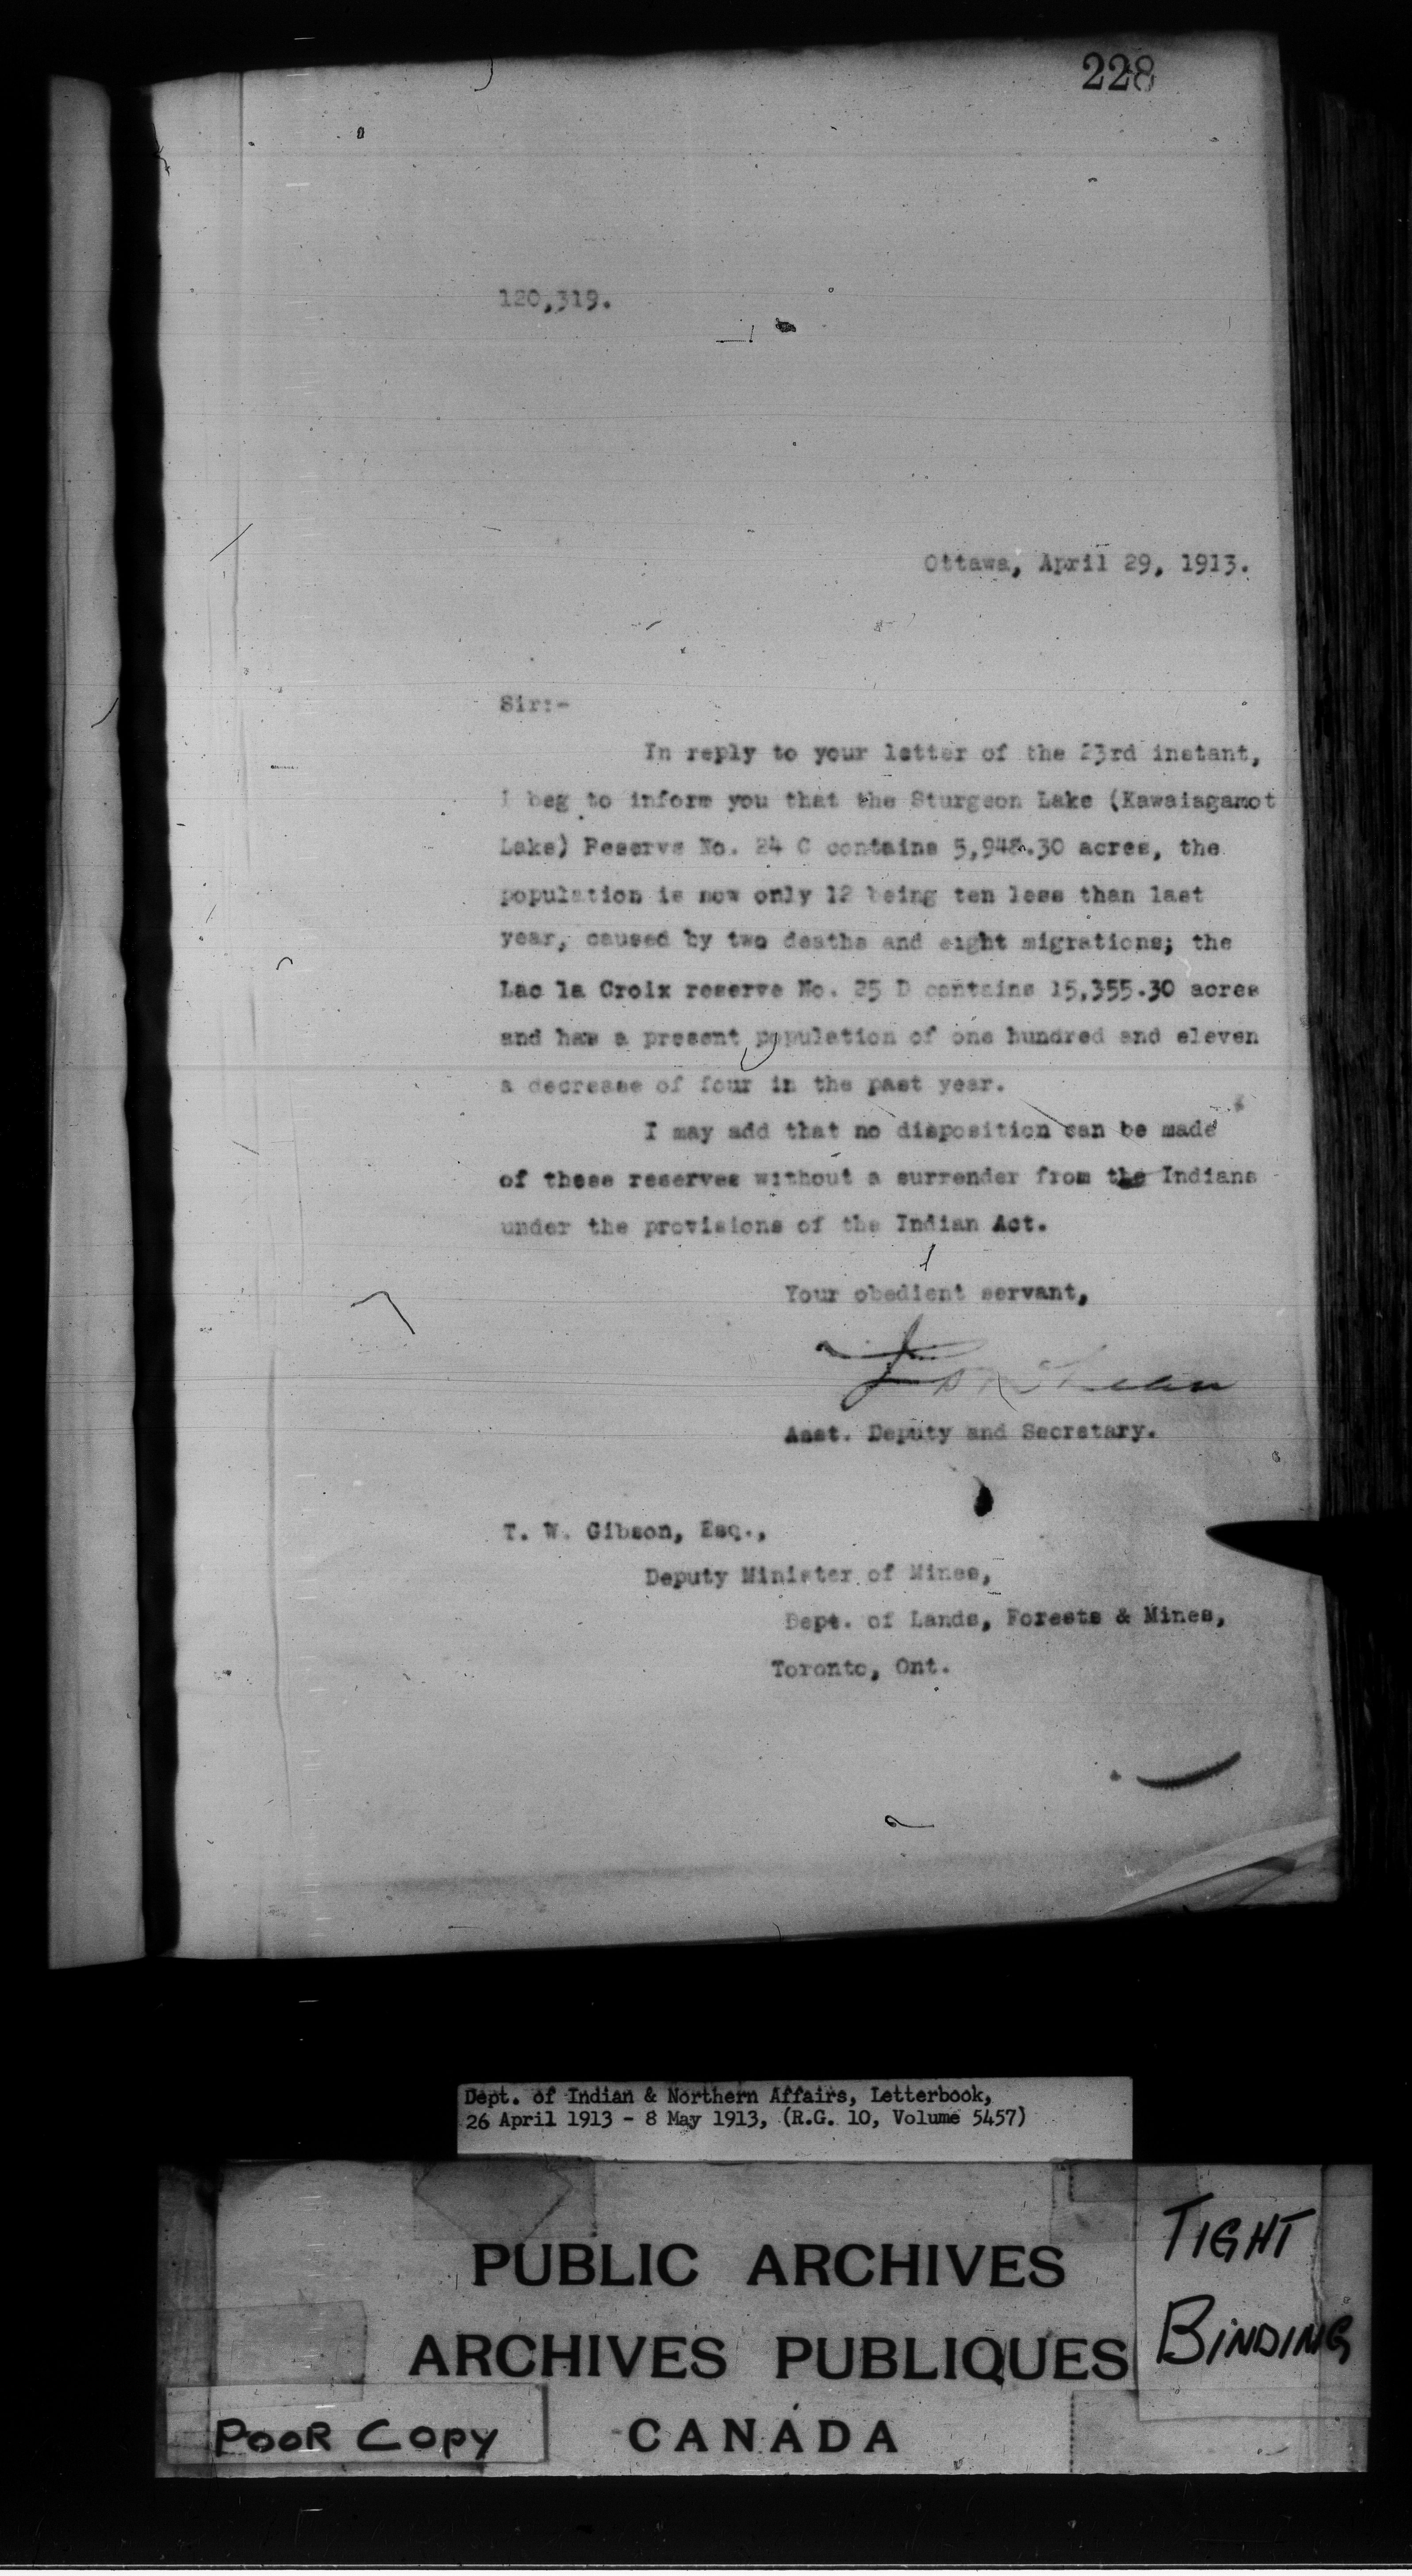 228
120,319.
Ottawa, April 29, 1913.
Sir:-
In reply to your letter of the 23rd instant,
I beg to inform you that the Sturgeon Lake (Kawaiagamot
Lake) Reserve No. 24 C contains 5,948.30 acres, the
population is now only 12 being ten less than last
year, caused by two deaths and eight migrations; the
Lac la Croix reserve No. 25 D contains 15,355.30 acres
and has a present population of one hundred and eleven
a decrease of four in the past year.
I may add that no disposition can be made
of these reserves without a surrender from the Indians
under the provisions of the Indian Act.
Your obedient servant,
Asst. Deputy and Secretary.
T. W. Gibson, Esq.,
Deputy Minister of Mines,
Dept. of Lands, Forests & Mines,
Toronto, Ont.
Dept. of Indian & Northern Affairs, Letterbook,
26 April 1913 - 8 May 1913, (R.G. 10, Volume 5457)
PUBLIC ARCHIVES
ARCHIVES PUBLIQUES
CANADA
TIGHT
BINDING
POOR COPY